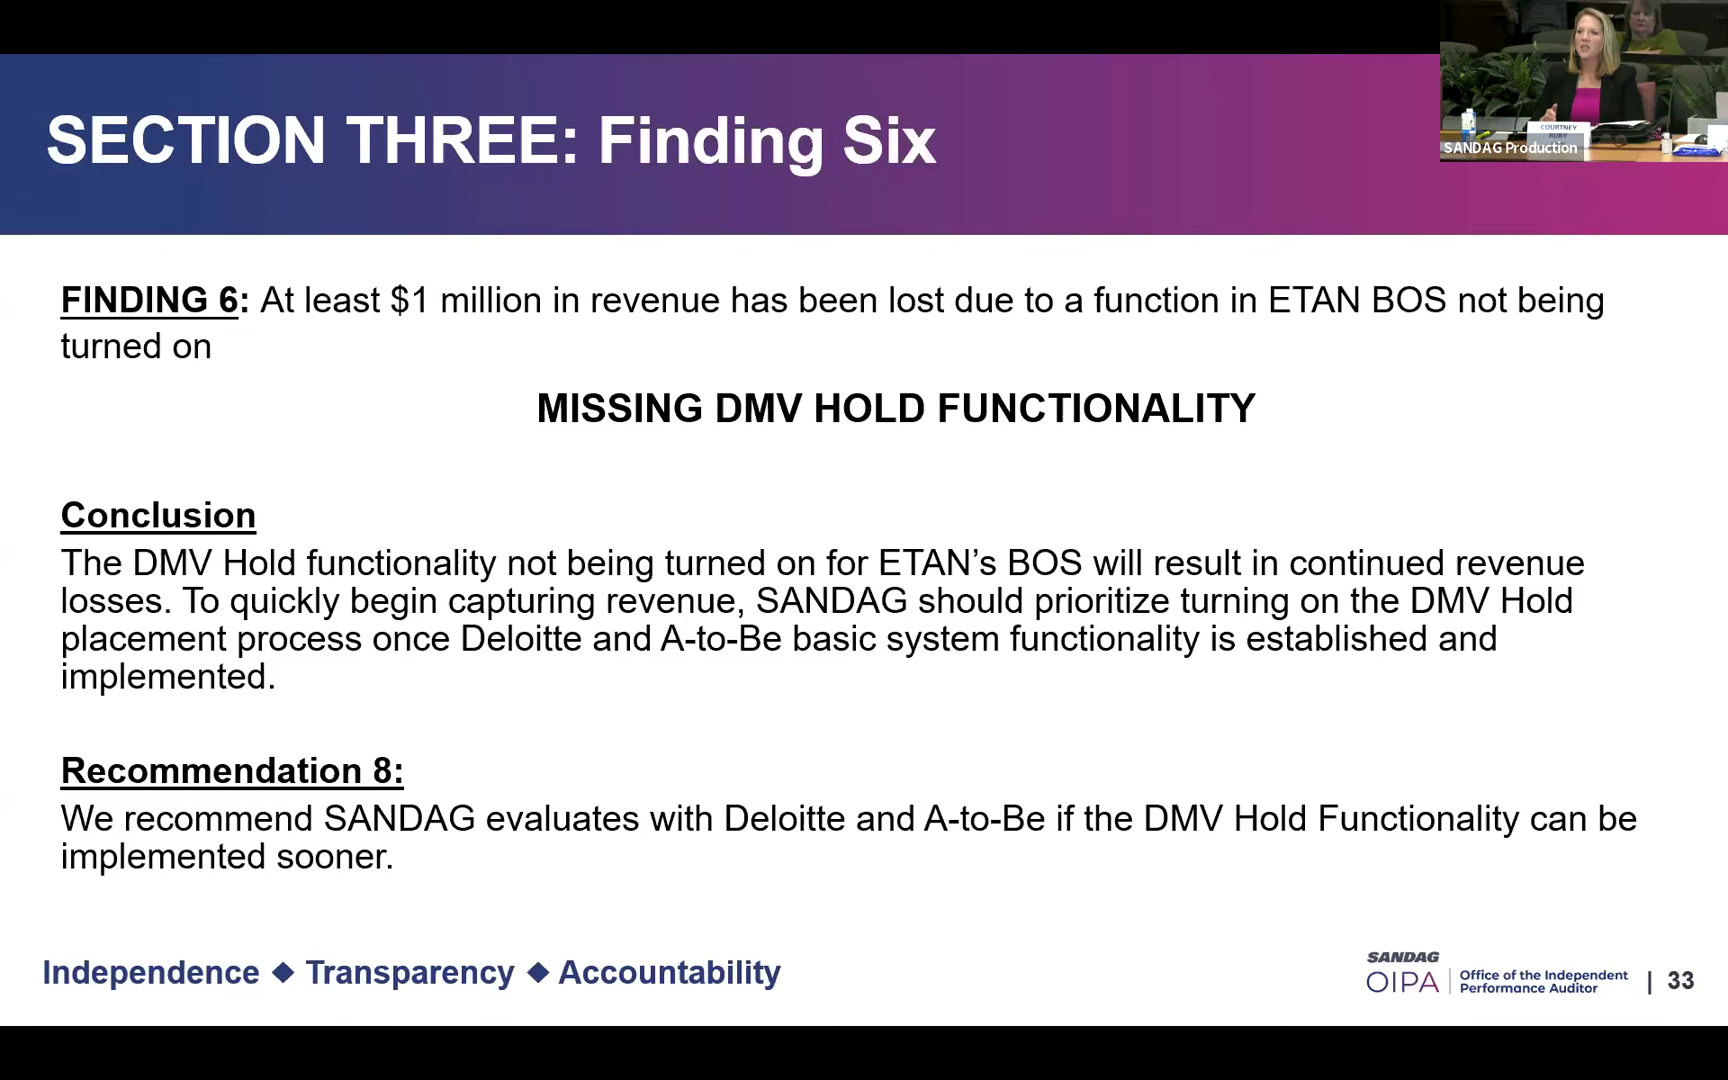 SECTION THREE: Finding Six
COURTNEY
RUBY
SANDAG Production
FINDING 6: At least $1 million in revenue has been lost due to a function in ETAN BOS not being
turned on
MISSING DMV HOLD FUNCTIONALITY
Conclusion
The DMV Hold functionality not being turned on for ETAN’s BOS will result in continued revenue
losses. To quickly begin capturing revenue, SANDAG should prioritize turning on the DMV Hold
placement process once Deloitte and A-to-Be basic system functionality is established and
implemented.
Recommendation 8:
We recommend SANDAG evaluates with Deloitte and A-to-Be if the DMV Hold Functionality can be
implemented sooner.
Independence ◆ Transparency ◆ Accountability
SANDAG
OIPA | Office of the Independent
Performance Auditor
| 33